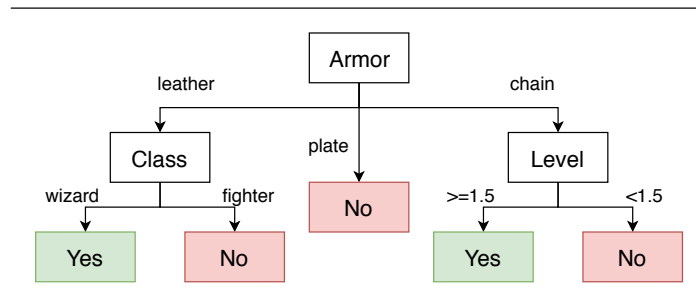 Armor
leather
chain
Class
plate
Level
wizard
fighter
No
>=1.5
<1.5
Yes
No
Yes
No